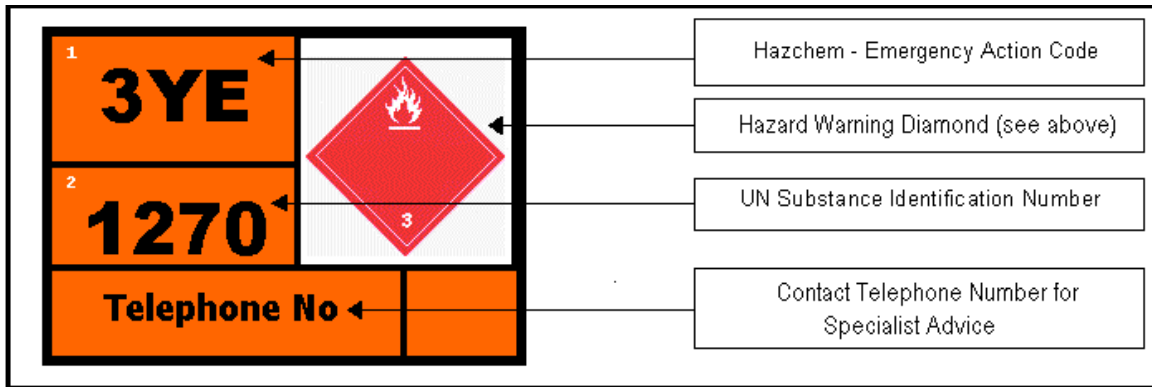 1
3YE
2
1270
3
Telephone No
Hazchem - Emergency Action Code
Hazard Warning Diamond (see above)
UN Substance Identification Number
Contact Telephone Number for
Specialist Advice